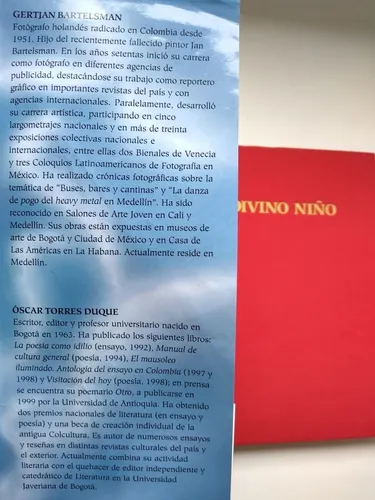 GERTJAN BARTELSMAN
Fotógrafo holandés radicado en Colombia desde
1951. Hijo del recientemente fallecido pintor Jan
Bartelsman. En los años setentas inició su carrera
como fotógrafo en diferentes agencias de
publicidad, destacándose su trabajo como reportero
gráfico en importantes revistas del país y con
agencias internacionales. Paralelamente, desarrolló
su carrera artística, participando en cinco
largometrajes nacionales y en más de treinta
exposiciones colectivas nacionales e
internacionales, entre ellas dos Bienales de Venecia
y tres Coloquios Latinoamericanos de Fotografía en
México. Ha realizado crónicas fotográficas sobre la
temática de "Buses, bares y cantinas" y "La danza
de pogo del heavy metal en Medellín". Ha sido
reconocido en Salones de Arte Joven en Cali y
Medellín. Sus obras están expuestas en museos de
arte de Bogotá y Ciudad de México y en Casa de
Las Américas en La Habana. Actualmente reside en
Medellín.
ÓSCAR TORRES DUQUE
Escritor, editor y profesor universitario nacido en
Bogotá en 1963. Ha publicado los siguientes libros:
La poesía como idilio (ensayo, 1992), Manual de
cultura general (poesía, 1994), El mausoleo
iluminado. Antología del ensayo en Colombia (1997 y
1998) y Visitación del hoy (poesía, 1998); en prensa
se encuentra su poemario Otro, a publicarse en
1999 por la Universidad de Antioquia. Ha obtenido
dos premios nacionales de literatura (en ensayo y
poesía) y una beca de creación individual de la
antigua Colcultura. Es autor de numerosos ensayos
y reseñas en distintas revistas culturales del país y
el exterior. Actualmente combina su actividad
literaria con el quehacer de editor independiente y
catedrático de Literatura en la Universidad
Javeriana de Bogotá.
DIVINO NIÑO